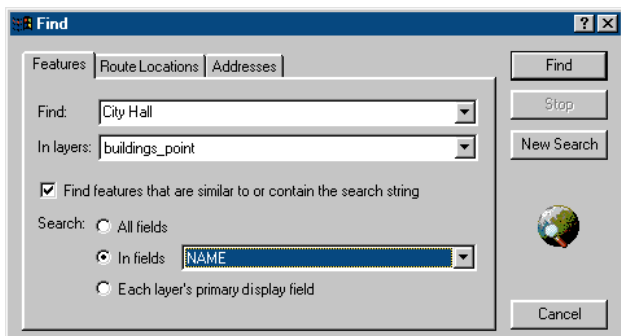 Find
Features Route Locations Addresses
Find: City Hall
In layers: buildings_point
Find features that are similar to or contain the search string
Search: All fields
In fields NAME
Each layer's primary display field
Find
Stop
New Search
Cancel